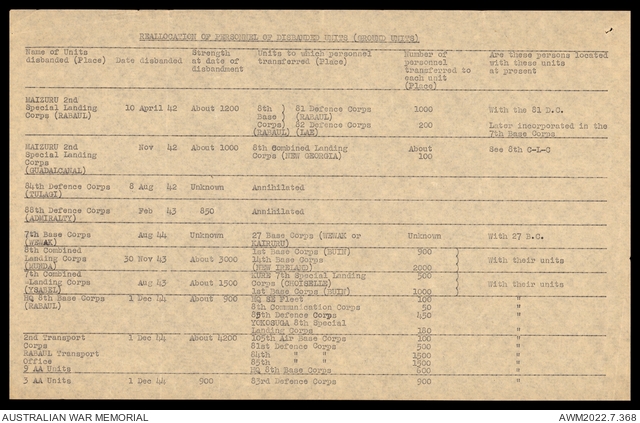 REALLOCATION OF PERSONNEL OF DISBANDED UNITS (GROUND UNITS)
Name of Units disbanded (Place) Date disbanded Strength at date of disbandment Units to which personnel transferred (Place) Number of personnel transferred to each unit (Place) Are these persons located with these units at present
MAIZURU 2nd 10 April 42 About 1200 8th ) 81 Defence Corps 1000 With the 81 D.C.
Special Landing Base ) (RABAUL)
Corps (RABAUL) Corps) 82 Defence Corps 200 Later incorporated in the
(RABAUL) (LAE) 7th Base Corps
MAIZURU 2nd Nov 42 About 1000 8th Combined Landing About See 8th C-L-C
Special Landing Corps (NEW GEORGIA) 100
Corps
(GUADALCANAL)
84th Defence Corps 8 Aug 42 Unknown Annihilated
(TULAGI)
88th Defence Corps Feb 43 850 Annihilated
(ADMIRALTY)
7th Base Corps Aug 44 Unknown 27 Base Corps (WEWAK or Unknown With 27 B.C.
(WEWAK) KAIRURU)
8th Combined 1st Base Corps (BUIN) 900
Landing Corps 30 Nov 43 About 3000 14th Base Corps ) With their units
(MUNDA) (NEW IRELAND) 2000
7th Combined KURE 7th Special Landing 500
Landing Corps Aug 43 About 1500 Corps (CHOISELLE) ) With their units
(YSABEL) 1st Base Corps (BUIN) 1000
HQ 8th Base Corps 1 Dec 44 About 900 HQ SE Fleet 100 "
(RABAUL) 8th Communication Corps 50 "
85th Defence Corps 450 "
YOKOSUGA 8th Special
Landing Corps 180 "
2nd Transport 1 Dec 44 About 4200 105th Air Base Corps 100 "
Corps 81st Defence Corps 500 "
RABAUL Transport 84th " " 1500 "
Office 85th " " 1500 "
9 AA Units HQ 8th Base Corps 600 "
3 AA Units 1 Dec 44 900 83rd Defence Corps 900 "
AUSTRALIAN WAR MEMORIAL AWM2022.7.368